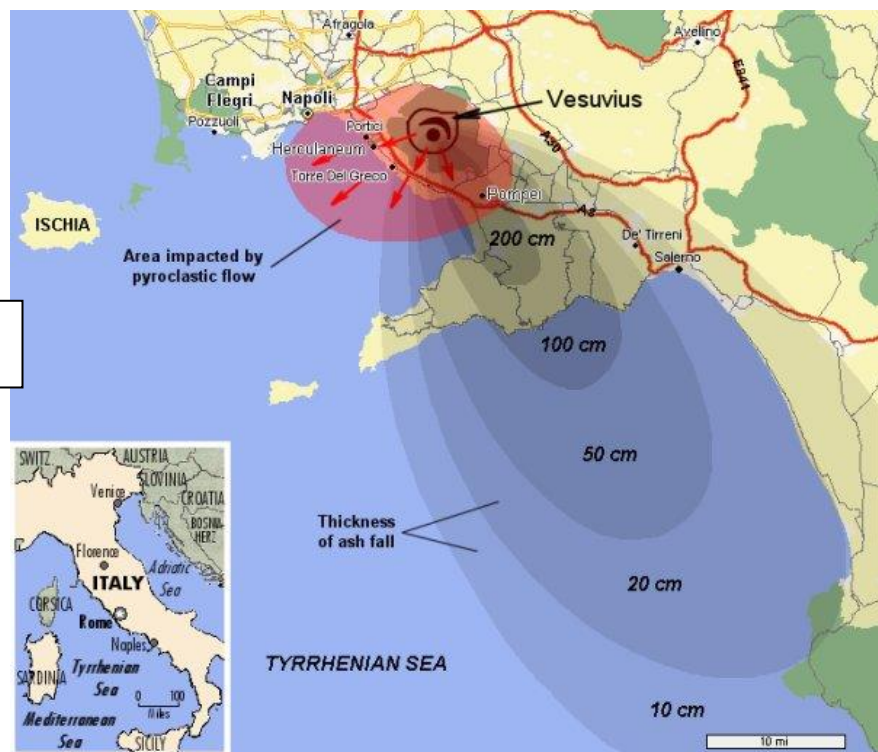 Afragola
Avelino
E841
Campi
Flegri
Napoli
Vesuvius
Pozzuoli
Portici
A30
Herculaneum
Torre Del Greco
Pompei
ISCHIA
A3
200 cm
De' Tirreni
Area impacted by
pyroclastic flow
Salerno
100 cm
50 cm
Thickness
of ash fall
20 cm
TYRRHENIAN SEA
10 cm
10 mi
SWITZ.
AUSTRIA
SLOVINIA
Venice
CROATIA
BOSNIA
HERZ
Florence
Adriatic
Sea
ITALY
CORSICA
Rome
Naples
Tyrrhenian
Sea
SARDINIA
0 100
Miles
Mediterranean
Sea
SICILY